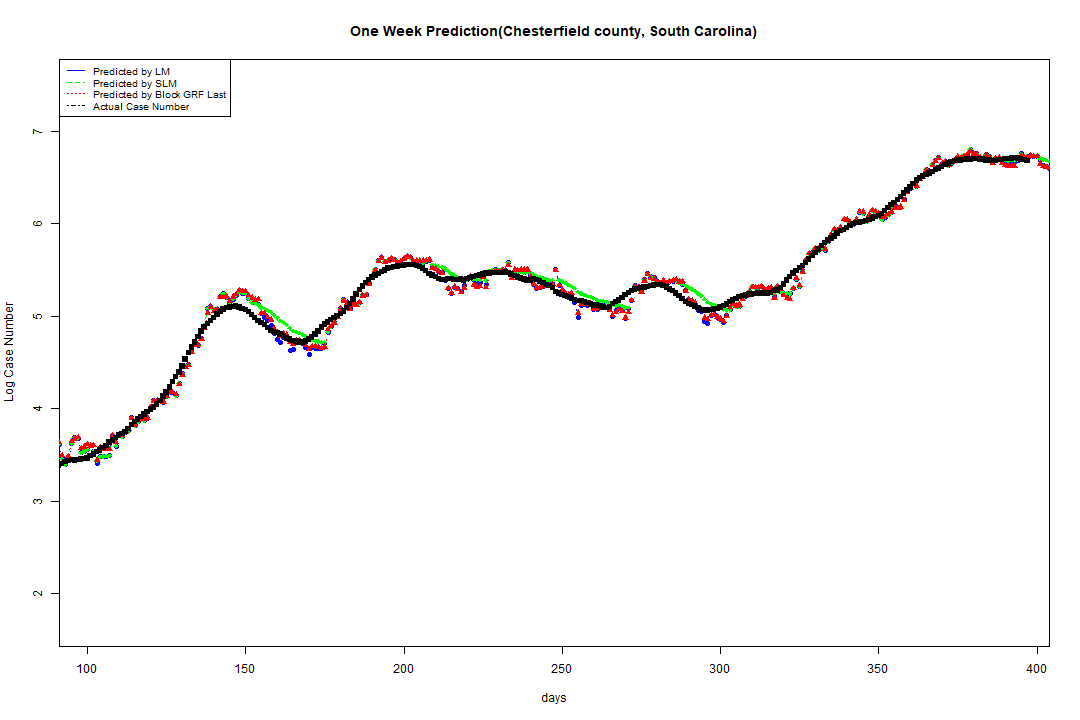 One Week Prediction(Chesterfield county, South Carolina)
Predicted by LM
Predicted by SLM
Predicted by Block GRF Last
Actual Case Number
7
6
5
4
3
2
Log Case Number
100 150 200 250 300 350 400
days